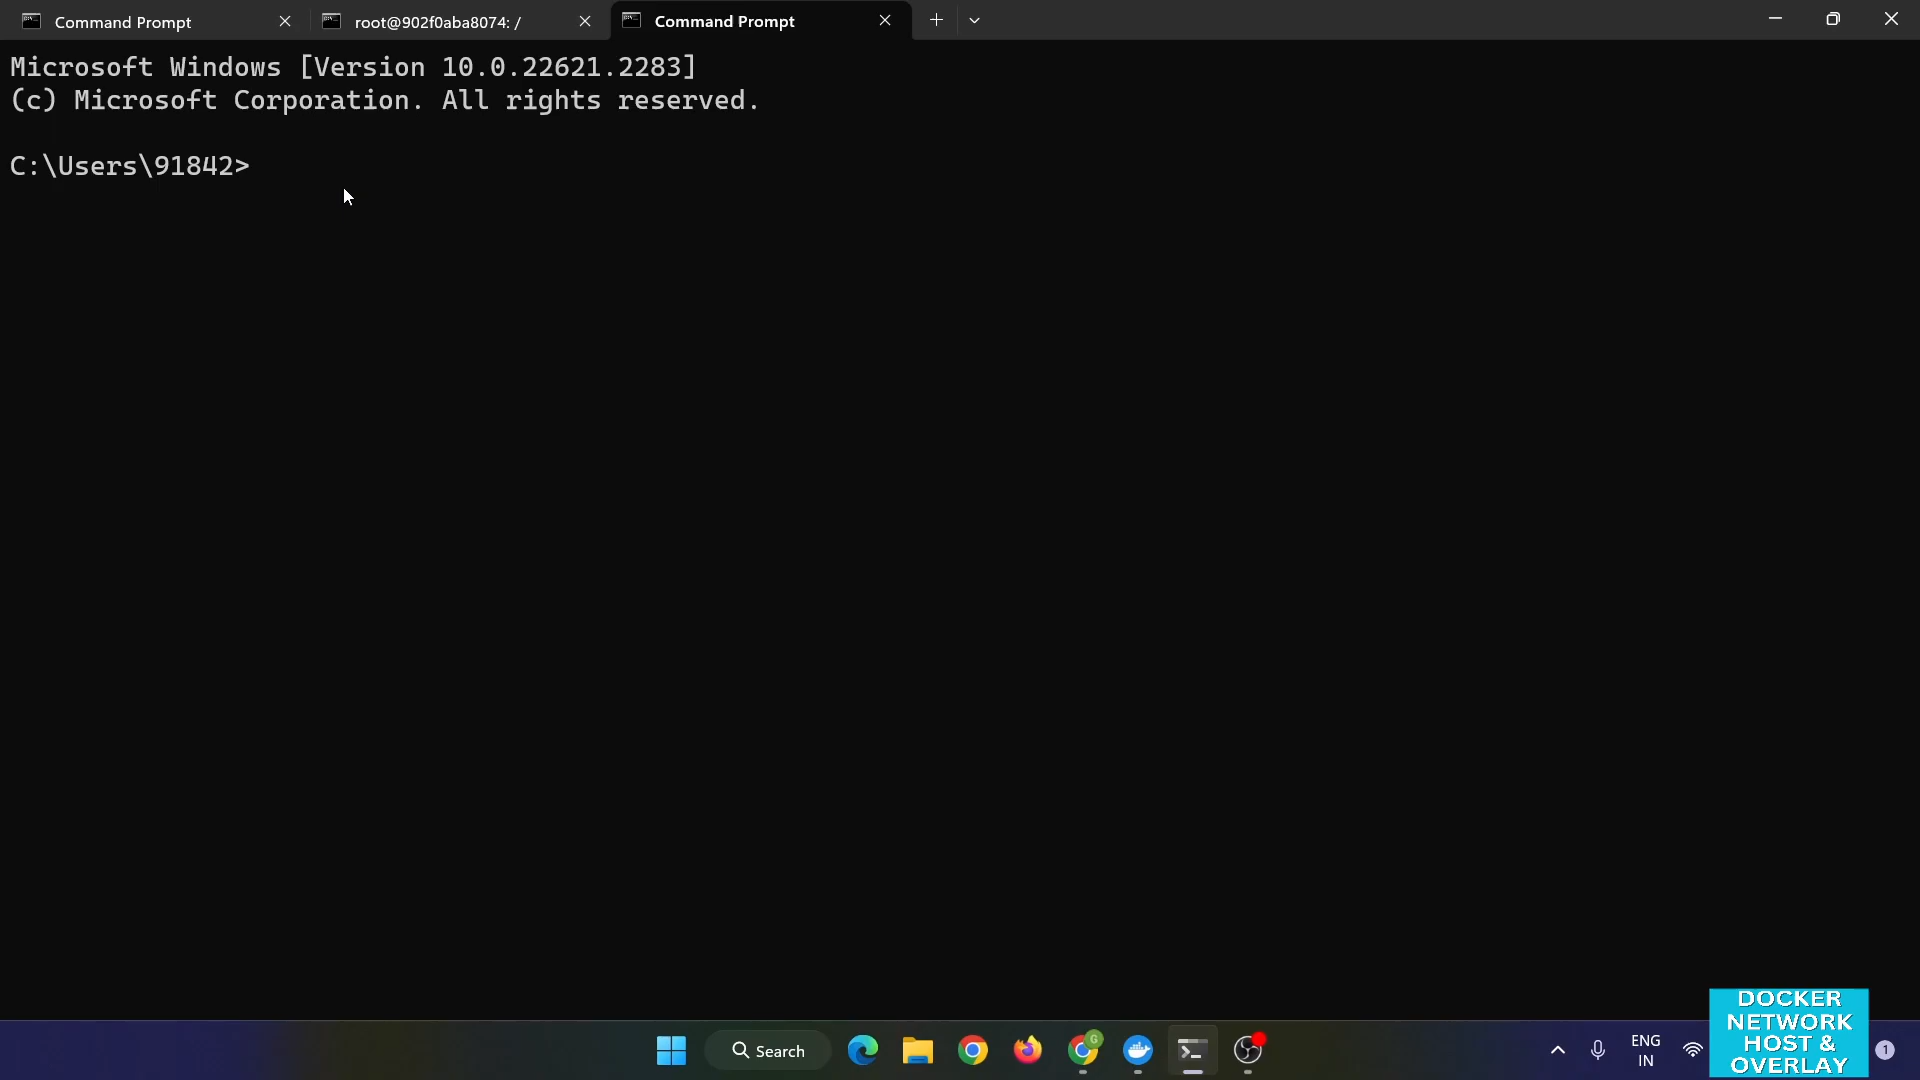 Command Prompt
root@902f0aba8074: /
Command Prompt
Microsoft Windows [Version 10.0.22621.2283]
(c) Microsoft Corporation. All rights reserved.
C:\Users\91842>
Search
G
ENG
IN
DOCKER
NETWORK
HOST &
OVERLAY
1